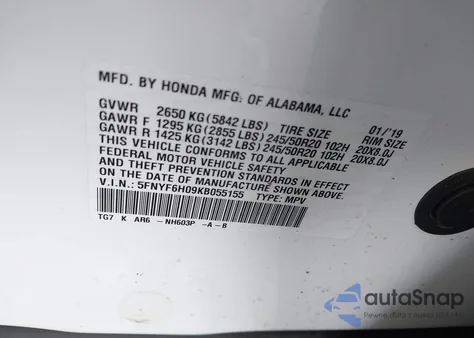 MFD. BY HONDA MFG. OF ALABAMA, LLC
GVWR 2650 KG (5842 LBS) TIRE SIZE 01/'19 RIM SIZE
GAWR F 1295 KG (2855 LBS) 245/50R20 102H 20X8.0J
GAWR R 1425 KG (3142 LBS) 245/50R20 102H 20X8.0J
THIS VEHICLE CONFORMS TO ALL APPLICABLE
FEDERAL MOTOR VEHICLE SAFETY AND THEFT
PREVENTION STANDARDS IN EFFECT ON THE
DATE OF MANUFACTURE SHOWN ABOVE.
V.I.N: 5FNYF6H09KB055155 TYPE: MPV
TG7 K AR6 -NH603P -A -B
autoSnap
Pewne auta z USA